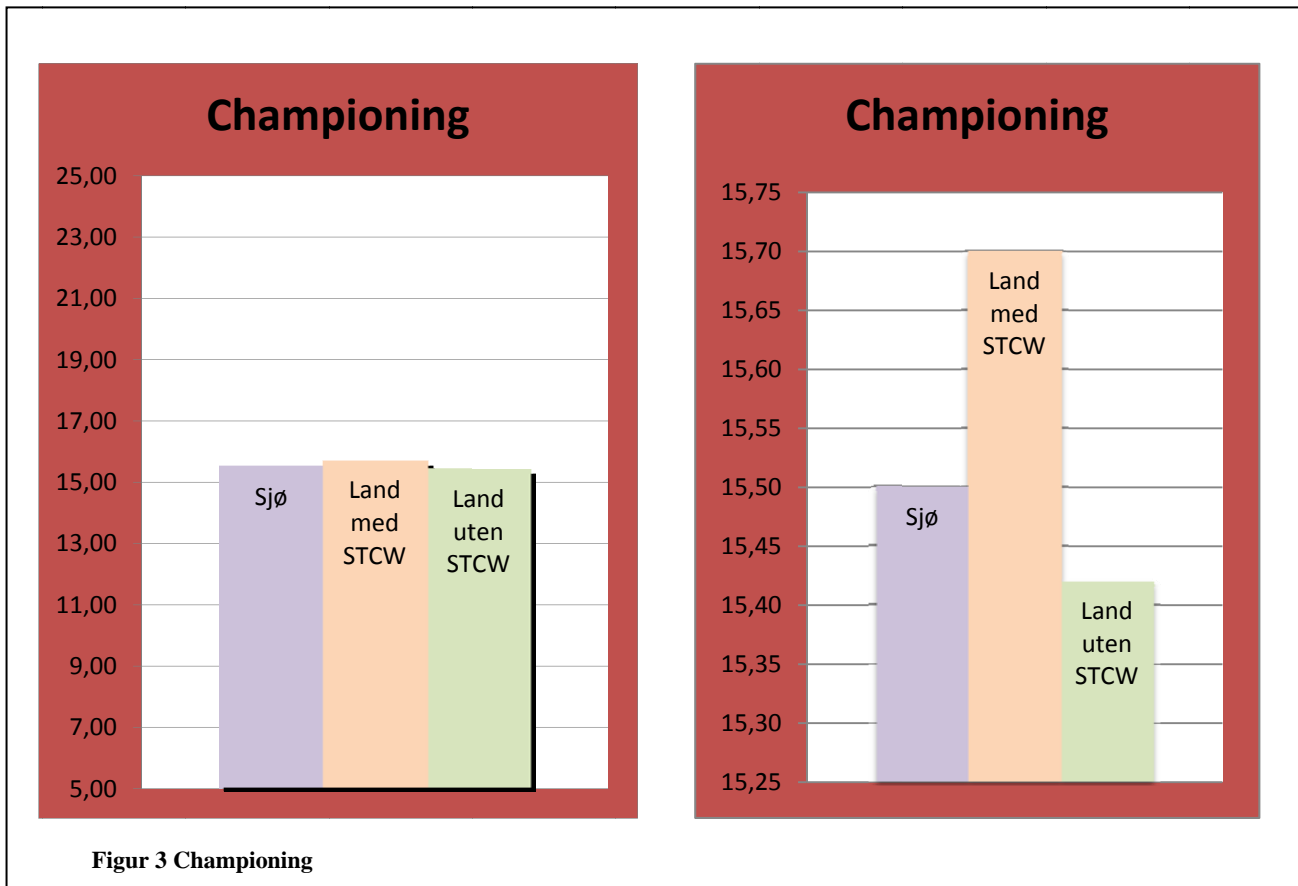 Championing
25,00
23,00
21,00
19,00
17,00
15,00
13,00
11,00
9,00
7,00
5,00
Sjø
Land
med
STCW
Land
uten
STCW
Championing
15,75
15,70
15,65
15,60
15,55
15,50
15,45
15,40
15,35
15,30
15,25
Sjø
Land
med
STCW
Land
uten
STCW
Figur 3 Championing